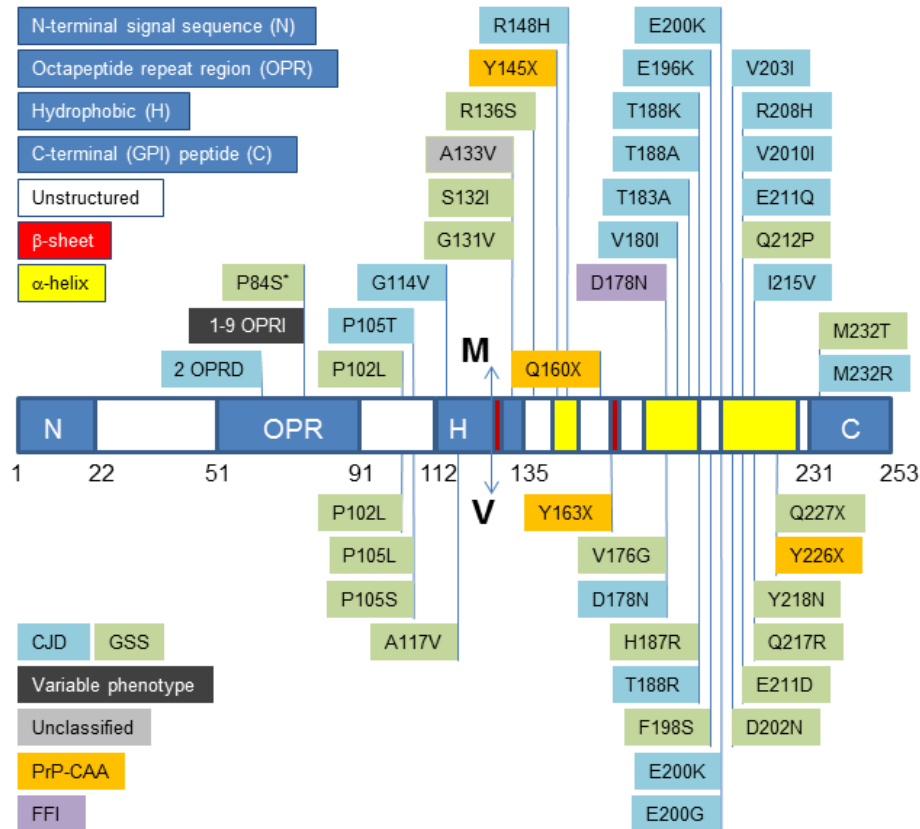 N-terminal signal sequence (N)
Octapeptide repeat region (OPR)
Hydrophobic (H)
C-terminal (GPI) peptide (C)
Unstructured
β-sheet
α-helix
R148H
Y145X
R136S
A133V
S132I
G131V
P84S*
G114V
1-9 OPRI
P105T
2 OPRD
P102L
M
Q160X
E200K
E196K
T188K
T188A
T183A
V180I
D178N
V203I
R208H
V2010I
E211Q
Q212P
I215V
M232T
M232R
N
OPR
H
C
1
22
51
91
112
135
231
253
V
P102L
P105L
P105S
A117V
Y163X
V176G
D178N
H187R
T188R
F198S
E200K
E200G
Q227X
Y226X
Y218N
Q217R
E211D
D202N
CJD
GSS
Variable phenotype
Unclassified
PrP-CAA
FFI